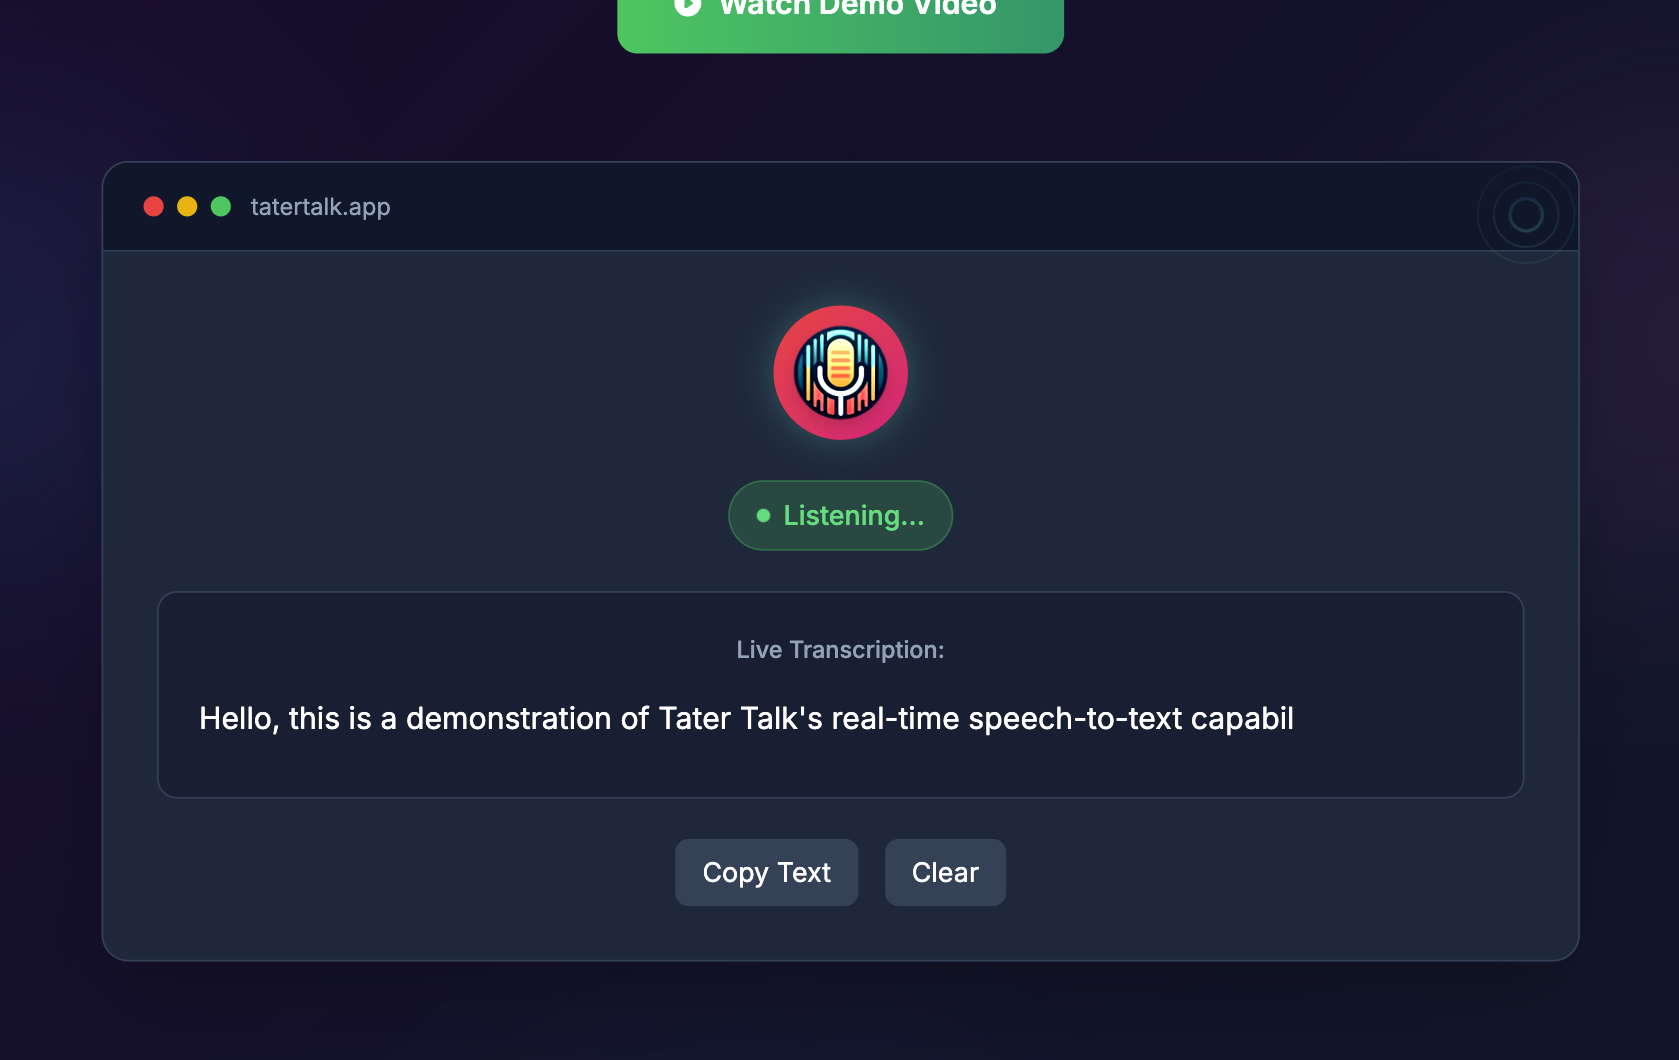 Watch Demo Video
tatertalk.app
Listening...
Live Transcription:
Hello, this is a demonstration of Tater Talk's real-time speech-to-text capabil
Copy Text
Clear